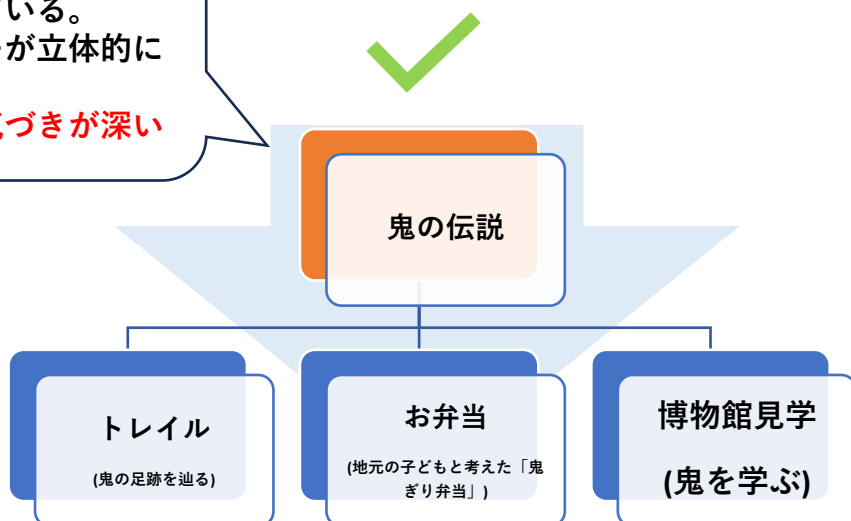 いる。
が立体的に
づきが深い
鬼の伝説
トレイル
(鬼の足跡を辿る)
お弁当
(地元の子どもと考えた「鬼
ぎり弁当」)
博物館見学
(鬼を学ぶ)